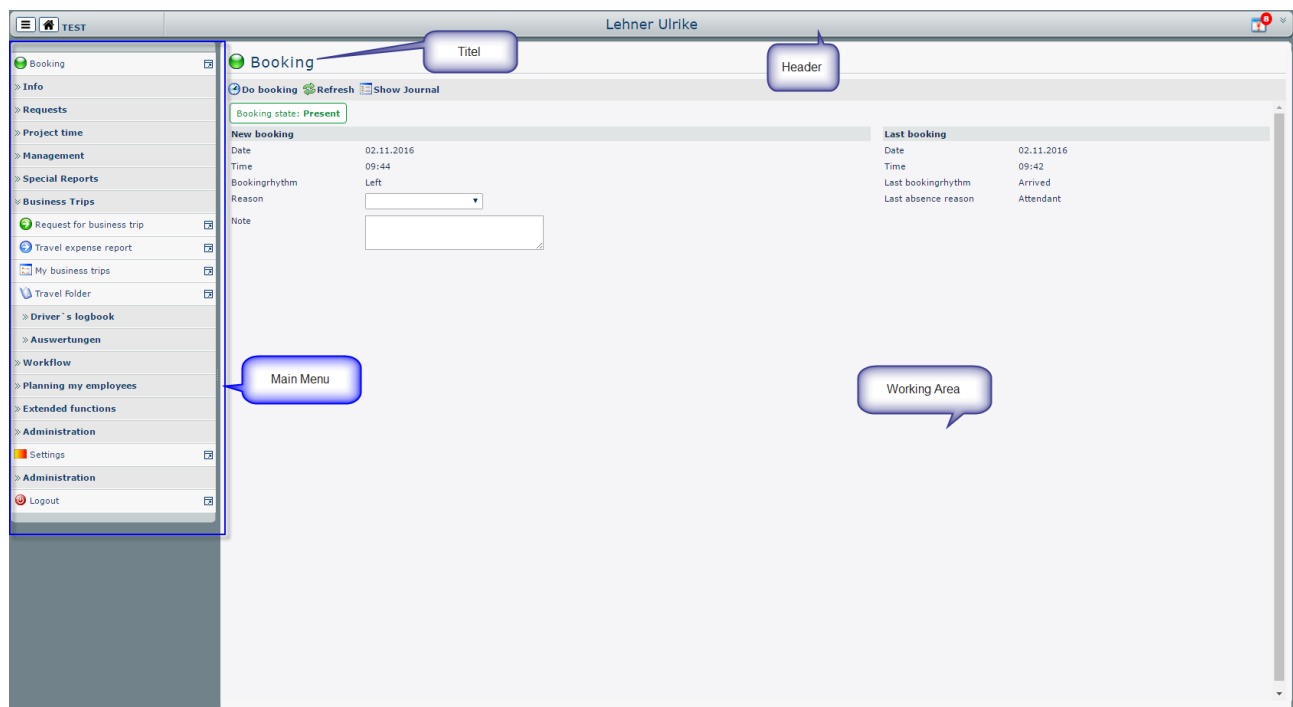 TEST
Lehner Ulrike
8
Titel
Header
Booking
Info
Requests
Project time
Management
Special Reports
Business Trips
Request for business trip
Travel expense report
My business trips
Travel Folder
Driver`s logbook
Auswertungen
Workflow
Planning my employees
Extended functions
Administration
Settings
Administration
Logout
Main Menu
Booking
Do booking Refresh Show Journal
Booking state: Present
New booking
Date 02.11.2016
Time 09:44
Bookingrhythm Left
Reason
Note
Last booking
Date 02.11.2016
Time 09:42
Last bookingrhythm Arrived
Last absence reason Attendant
Working Area